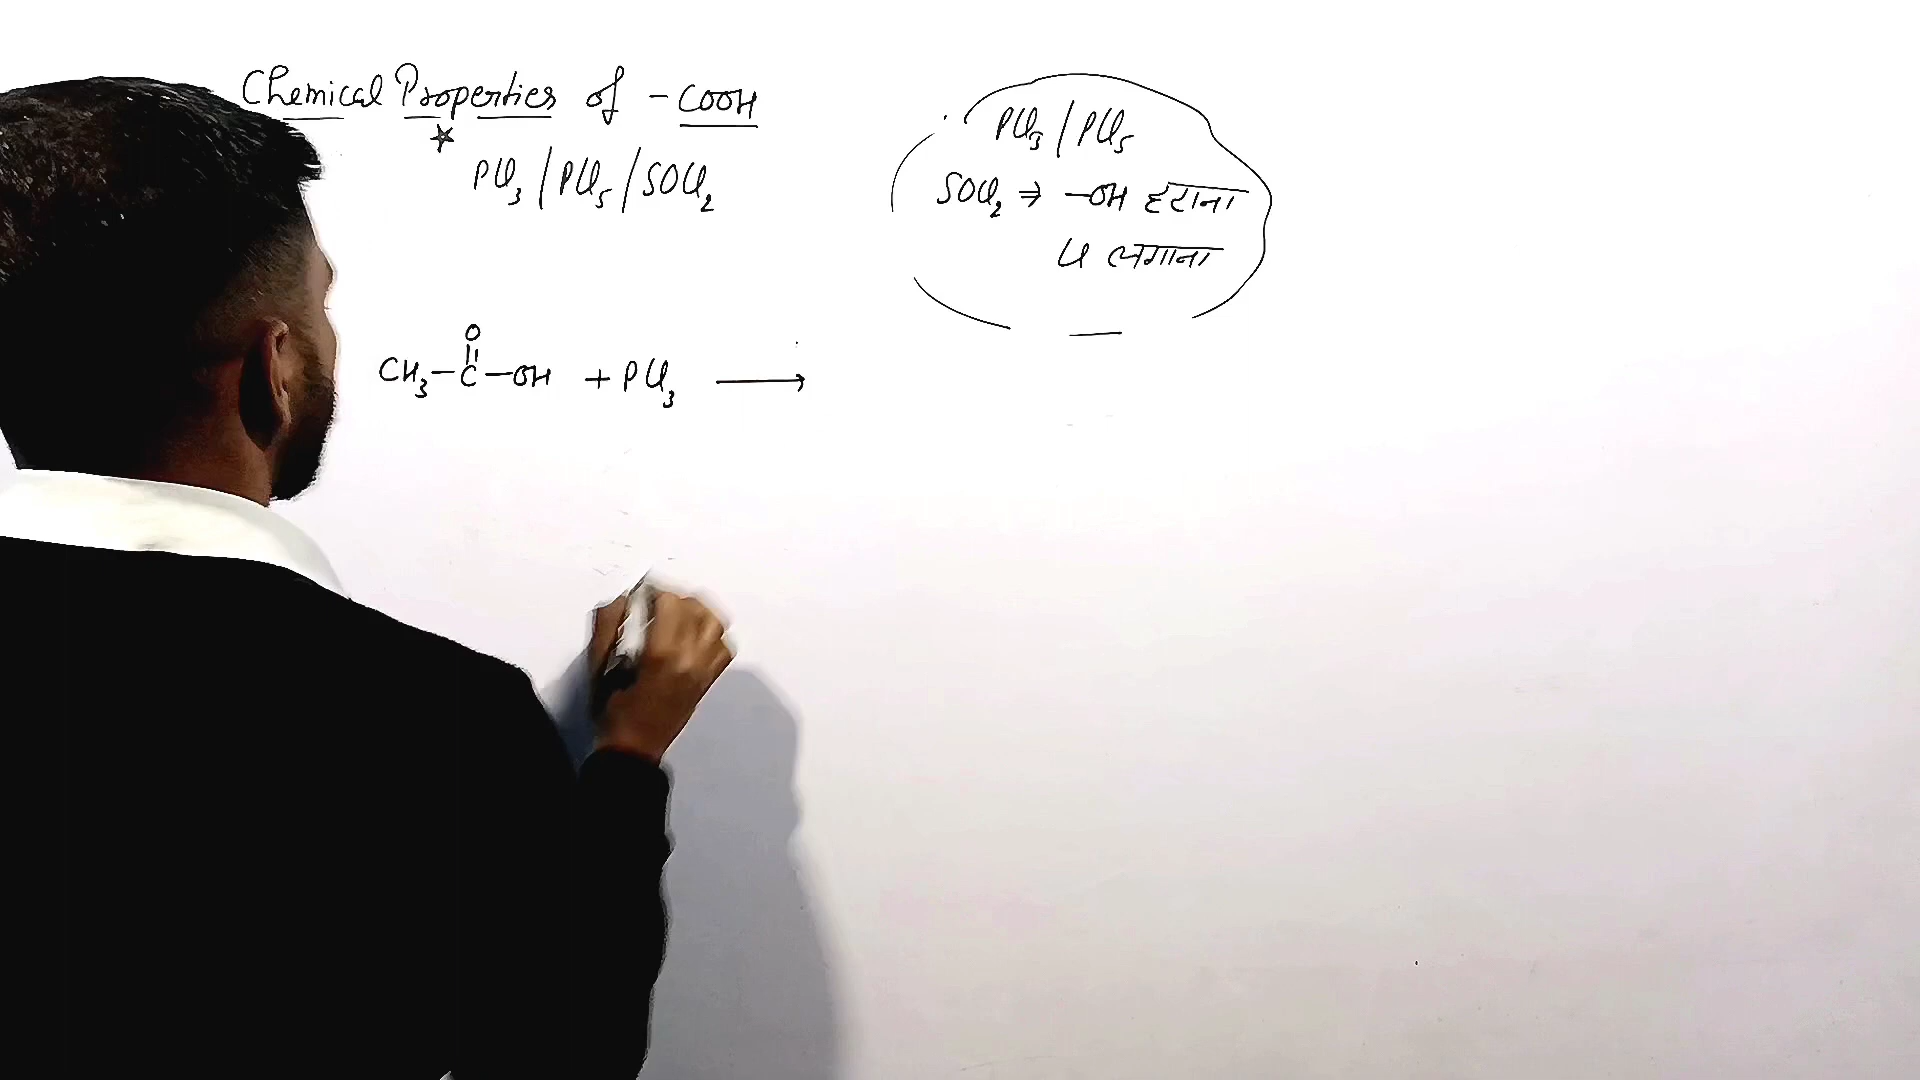 Chemical Properties of -COOH
★
PCl₃ / PCl₅ / SOCl₂
PCl₃ / PCl₅
SOCl₂ ⇒ -OH हटाना
Cl लगाना
O
||
CH₃-C-OH + PCl₃ ⟶